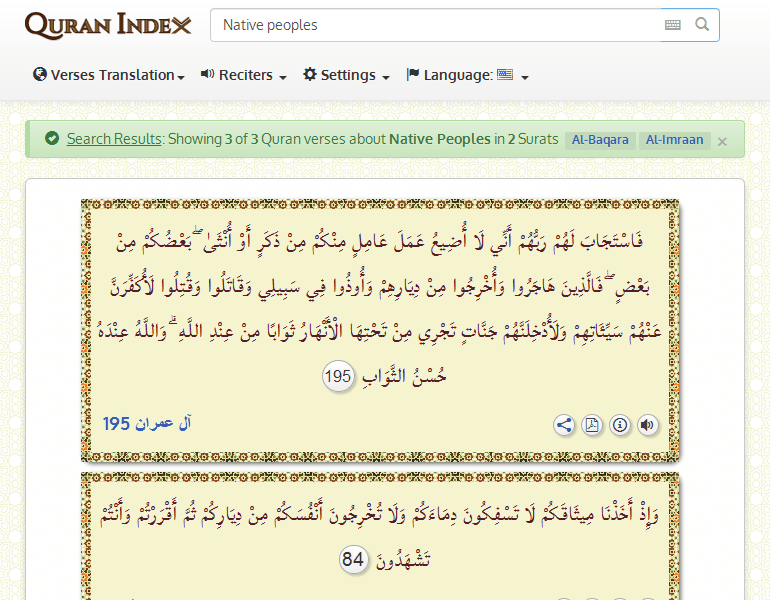 QURAN INDEX
Native peoples
Verses Translation Reciters Settings Language:
Search Results: Showing 3 of 3 Quran verses about Native Peoples in 2 Surats Al-Baqara Al-Imraan ×
فَاسْتَجَابَ لَهُمْ رَبُّهُمْ أَنِّي لَا أُضِيعُ عَمَلَ عَامِلٍ مِنْكُمْ مِنْ ذَكَرٍ أَوْ أُنْثَىٰ ۖ بَعْضُكُمْ مِنْ
بَعْضٍ ۖ فَالَّذِينَ هَاجَرُوا وَأُخْرِجُوا مِنْ دِيَارِهِمْ وَأُوذُوا فِي سَبِيلِي وَقَاتَلُوا وَقُتِلُوا لَأُكَفِّرَنَّ
عَنْهُمْ سَيِّئَاتِهِمْ وَلَأُدْخِلَنَّهُمْ جَنَّاتٍ تَجْرِي مِنْ تَحْتِهَا الْأَنْهَارُ ثَوَابًا مِنْ عِنْدِ اللَّهِ ۗ وَاللَّهُ عِنْدَهُ
حُسْنُ الثَّوَابِ 195
آل عمران 195
وَإِذْ أَخَذْنَا مِيثَاقَكُمْ لَا تَسْفِكُونَ دِمَاءَكُمْ وَلَا تُخْرِجُونَ أَنْفُسَكُمْ مِنْ دِيَارِكُمْ ثُمَّ أَقْرَرْتُمْ وَأَنْتُمْ
تَشْهَدُونَ 84